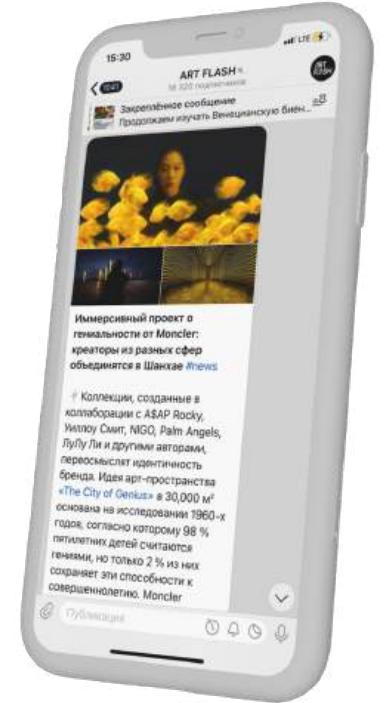 15:30
LTE
ART FLASH
подписчиков
Закреплённое сообщение
Продолжаем изучать Венецианскую биен...
Иммерсивный проект о
гениальности от Moncler:
креаторы из разных сфер
объединятся в Шанхае #news
Коллекции, созданные в
коллаборации с A$AP Rocky,
Уиллоу Смит, NIGO, Palm Angels,
ЛуЛу Ли и другими авторами,
переосмыслят идентичность
бренда. Идея арт-пространства
«The City of Genius» в 30,000 м²
основана на исследовании 1960-х
годов, согласно которому 98 %
пятилетних детей считаются
гениями, но только 2 % из них
сохраняет эти способности к
совершеннолетию. Moncler
Публикация